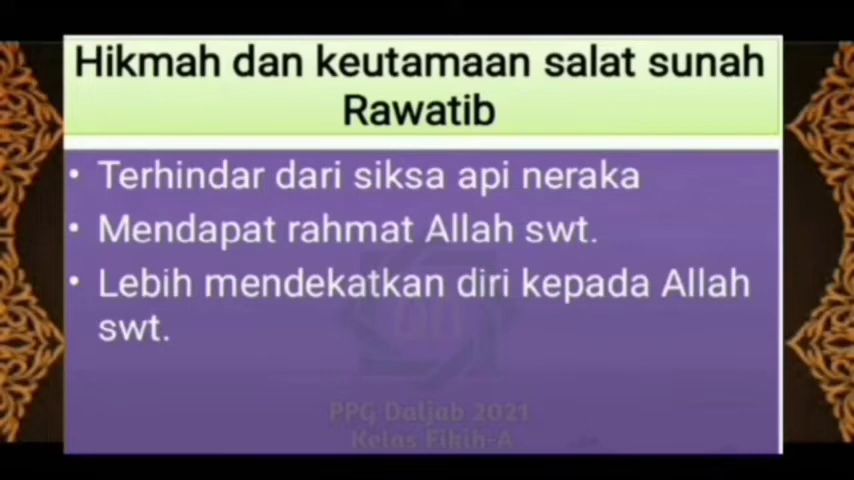 Hikmah dan keutamaan salat sunah
Rawatib
• Terhindar dari siksa api neraka
• Mendapat rahmat Allah swt.
• Lebih mendekatkan diri kepada Allah
swt.
PPG Daljab 2021
Kelas Fikih-A